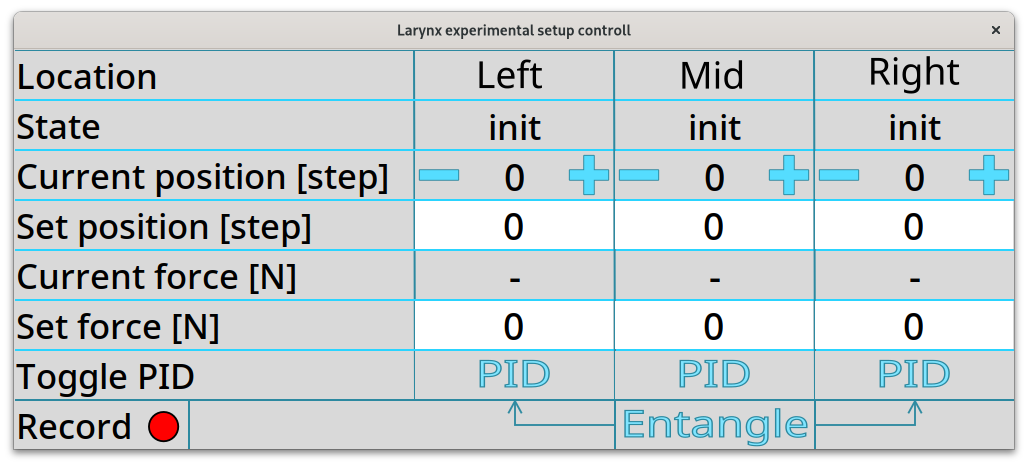 Larynx experimental setup controll ×
Location Left Mid Right
State init init init
Current position [step] 0 0 0
Set position [step] 0 0 0
Current force [N] - - -
Set force [N] 0 0 0
Toggle PID PID PID PID
Record Entangle